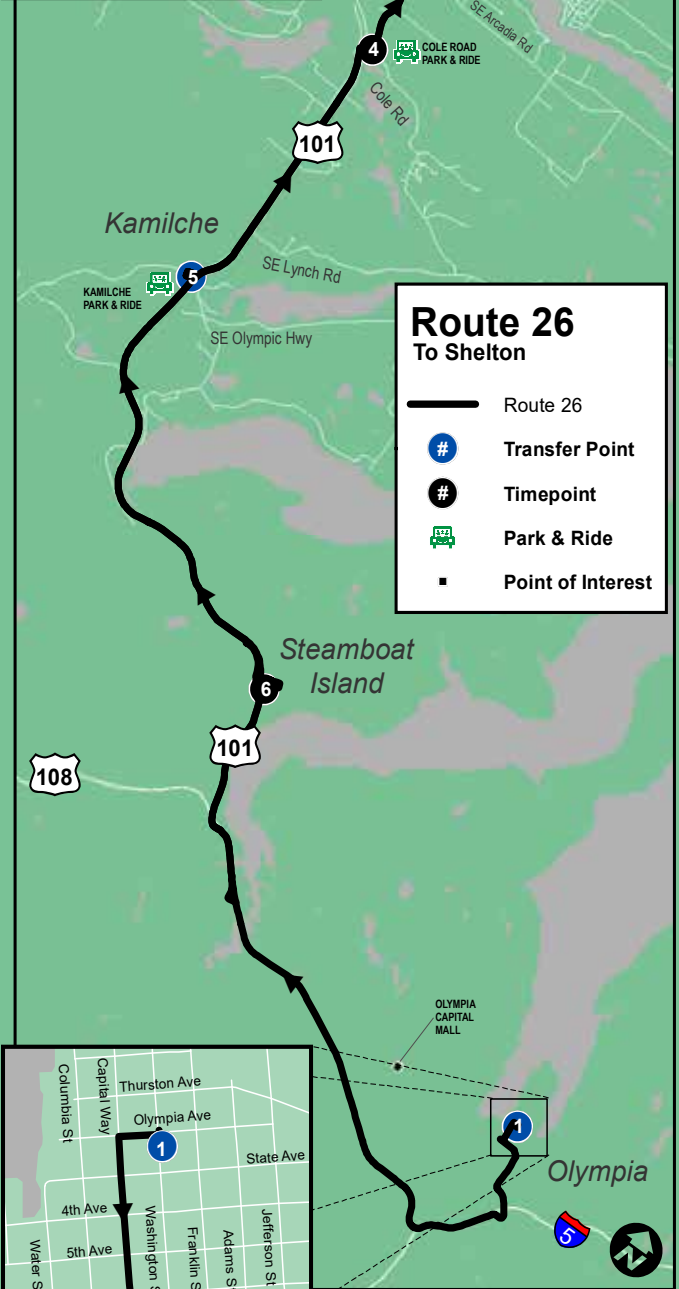 SE Arcadia Rd
4
COLE ROAD
PARK & RIDE
Cole Rd
101
Kamilche
5
SE Lynch Rd
KAMILCHE
PARK & RIDE
SE Olympic Hwy
Route 26
To Shelton
Route 26
# Transfer Point
# Timepoint
Park & Ride
Point of Interest
Steamboat
Island
6
101
108
OLYMPIA
CAPITAL
MALL
1
Olympia
5
N
Columbia St
Capital Way
Thurston Ave
Olympia Ave
1
State Ave
4th Ave
5th Ave
Water S
Washington S
Franklin S
Adams St
Jefferson St